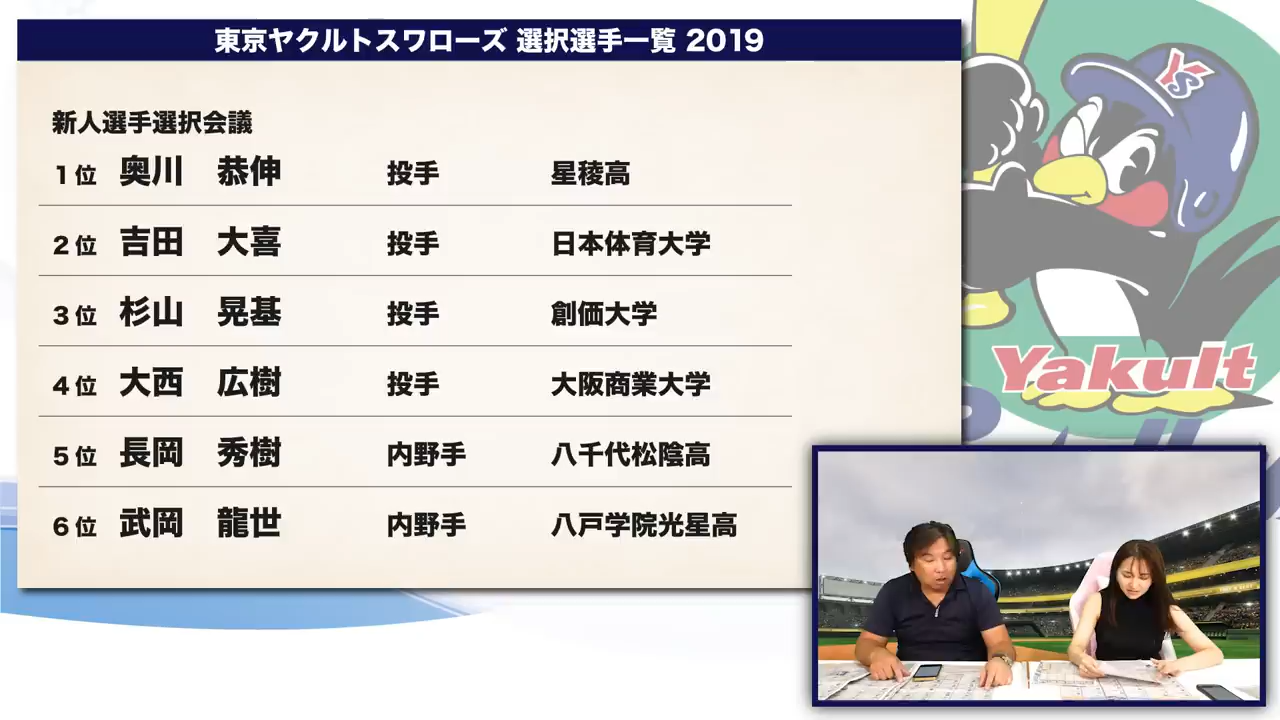 東京ヤクルトスワローズ 選択選手一覧 2019
新人選手選択会議
1位 奥川 恭伸 投手 星稜高
2位 吉田 大喜 投手 日本体育大学
3位 杉山 晃基 投手 創価大学
4位 大西 広樹 投手 大阪商業大学
5位 長岡 秀樹 内野手 八千代松陰高
6位 武岡 龍世 内野手 八戸学院光星高
YS
Yakult